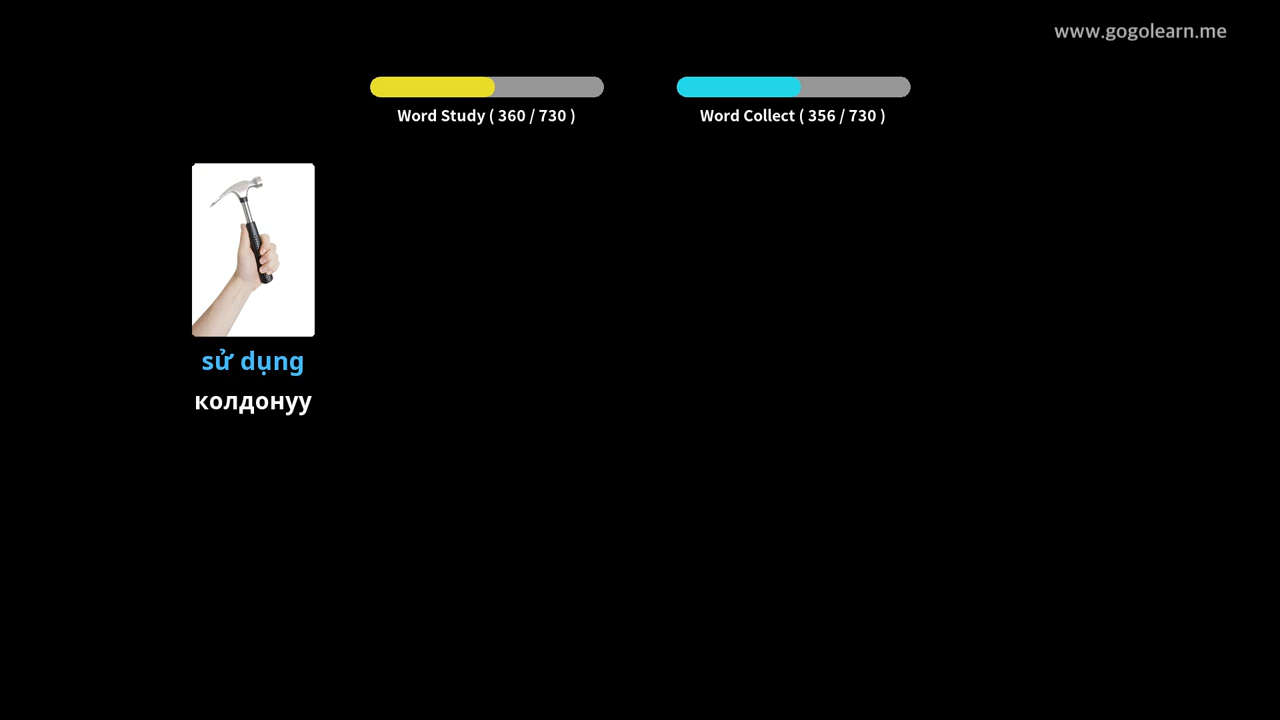 www.gogolearn.me
Word Study ( 360 / 730 )
Word Collect ( 356 / 730 )
sử dụng
колдонуу